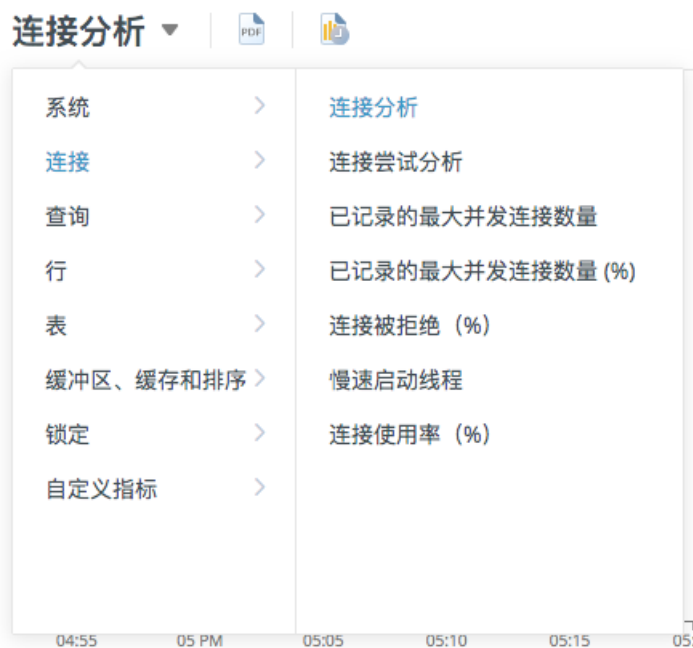 连接分析
PDF
系统
连接
查询
行
表
缓冲区、缓存和排序
锁定
自定义指标
连接分析
连接尝试分析
已记录的最大并发连接数量
已记录的最大并发连接数量 (%)
连接被拒绝（%）
慢速启动线程
连接使用率（%）
04:55 05 PM 05:05 05:10 05:15 05: